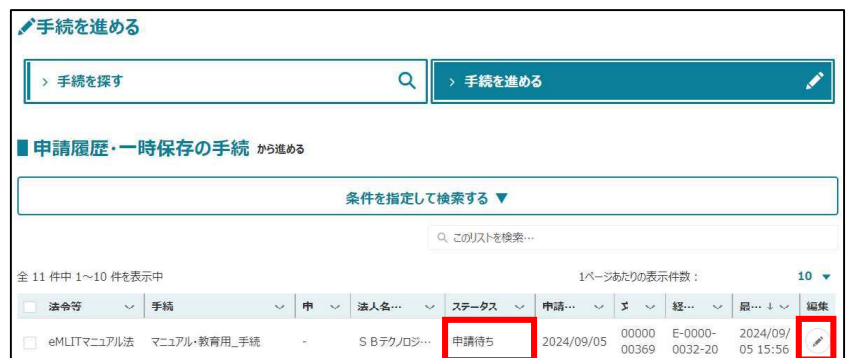 手続を進める
> 手続を探す
> 手続を進める
申請履歴・一時保存の手続 から進める
条件を指定して検索する ▼
このリストを検索…
全 11 件中 1～10 件を表示中 1ページあたりの表示件数： 10
法令等 手続 申 法人名… ステータス 申請… 文 経… 最…↓ 編集
eMLITマニュアル法 マニュアル・教育用_手続 - ＳＢテクノロジ… 申請待ち 2024/09/05 00000 E-0000- 2024/09/
00369 0032-20 05 15:56